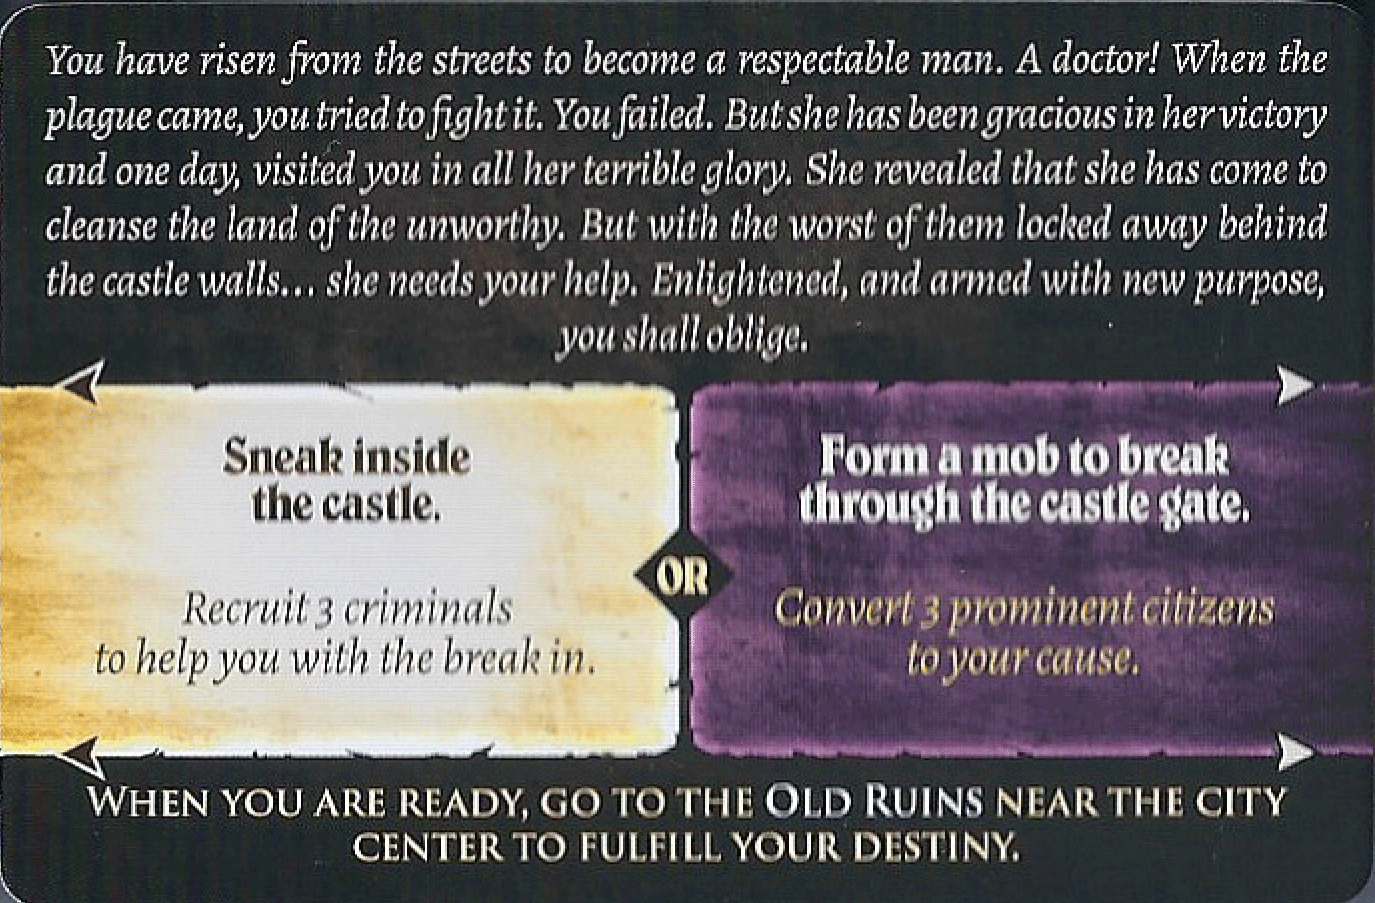 You have risen from the streets to become a respectable man. A doctor! When the
plague came, you tried to fight it. You failed. But she has been gracious in her victory
and one day, visited you in all her terrible glory. She revealed that she has come to
cleanse the land of the unworthy. But with the worst of them locked away behind
the castle walls... she needs your help. Enlightened, and armed with new purpose,
you shall oblige.
Sneak inside
the castle.
Recruit 3 criminals
to help you with the break in.
OR
Form a mob to break
through the castle gate.
Convert 3 prominent citizens
to your cause.
WHEN YOU ARE READY, GO TO THE OLD RUINS NEAR THE CITY
CENTER TO FULFILL YOUR DESTINY.